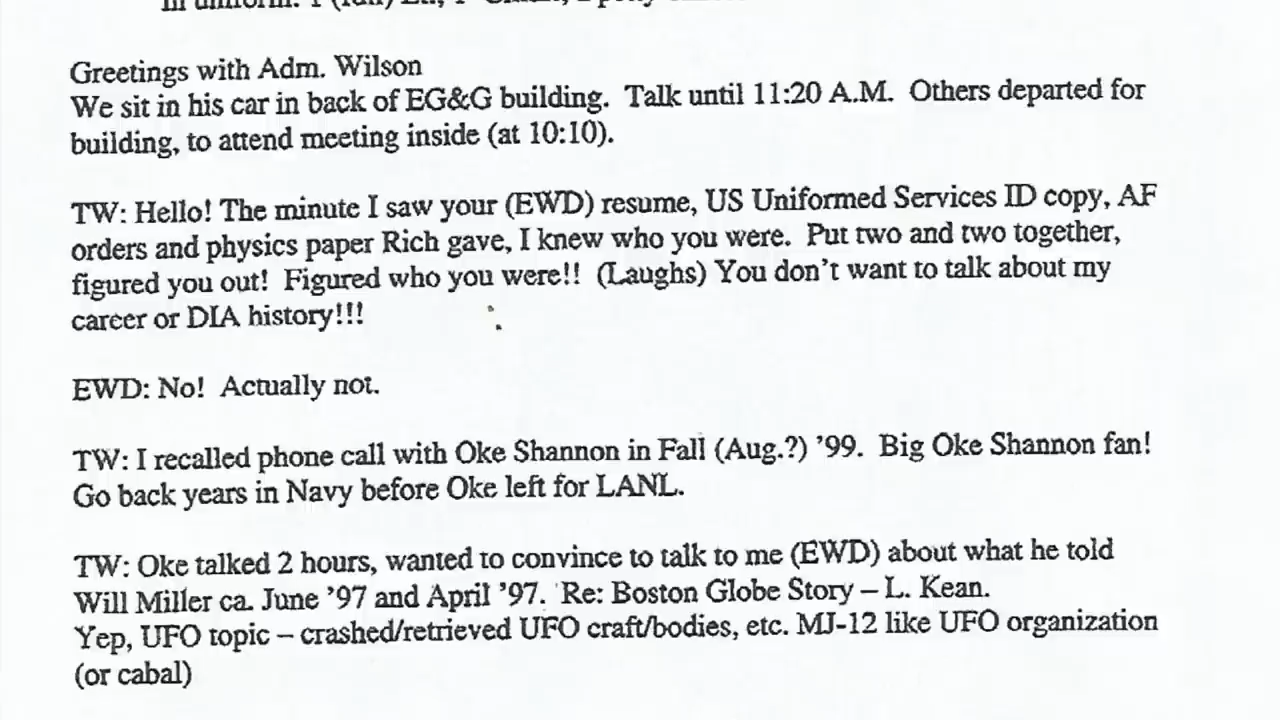 in uniform. 1
Greetings with Adm. Wilson
We sit in his car in back of EG&G building. Talk until 11:20 A.M. Others departed for
building, to attend meeting inside (at 10:10).
TW: Hello! The minute I saw your (EWD) resume, US Uniformed Services ID copy, AF
orders and physics paper Rich gave, I knew who you were. Put two and two together,
figured you out! Figured who you were!! (Laughs) You don't want to talk about my
career or DIA history!!!
EWD: No! Actually not.
TW: I recalled phone call with Oke Shannon in Fall (Aug.?) '99. Big Oke Shannon fan!
Go back years in Navy before Oke left for LANL.
TW: Oke talked 2 hours, wanted to convince to talk to me (EWD) about what he told
Will Miller ca. June '97 and April '97. Re: Boston Globe Story – L. Kean.
Yep, UFO topic – crashed/retrieved UFO craft/bodies, etc. MJ-12 like UFO organization
(or cabal)